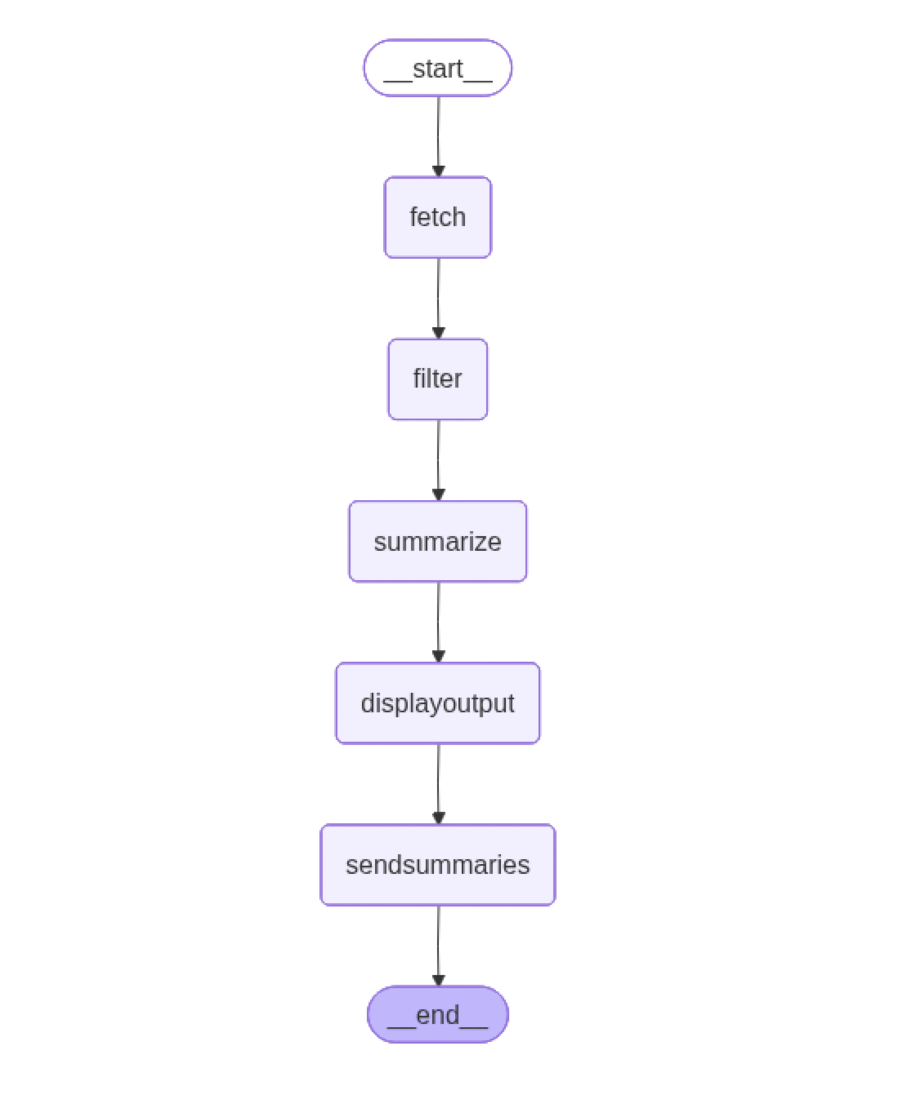 __start__
fetch
filter
summarize
displayoutput
sendsummaries
__end__